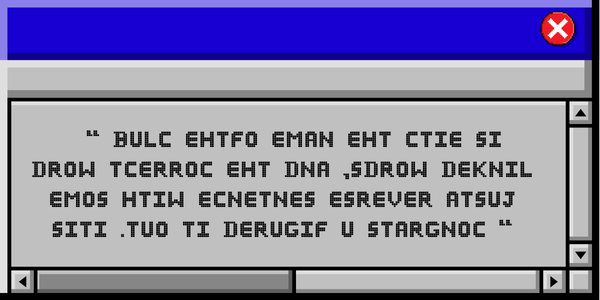 “ BULC EHTFO EMAN EHT CTIE SI
DROW TCERROC EHT DNA ,SDROW DEKNIL
EMOS HTIW ECNETNES ESREVER ATSUJ
SITI .TUO TI DERUGIF U STARGNOC “